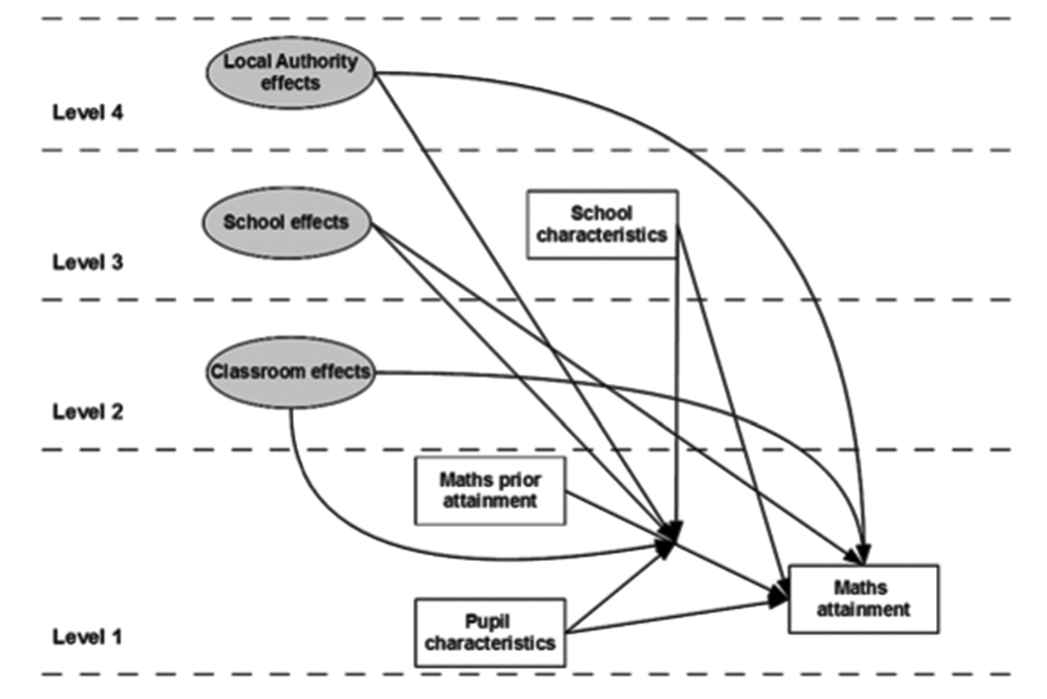 Local Authority
effects
Level 4
School effects
School
characteristics
Level 3
Classroom effects
Level 2
Maths prior
attainment
Maths
attainment
Pupil
characteristics
Level 1